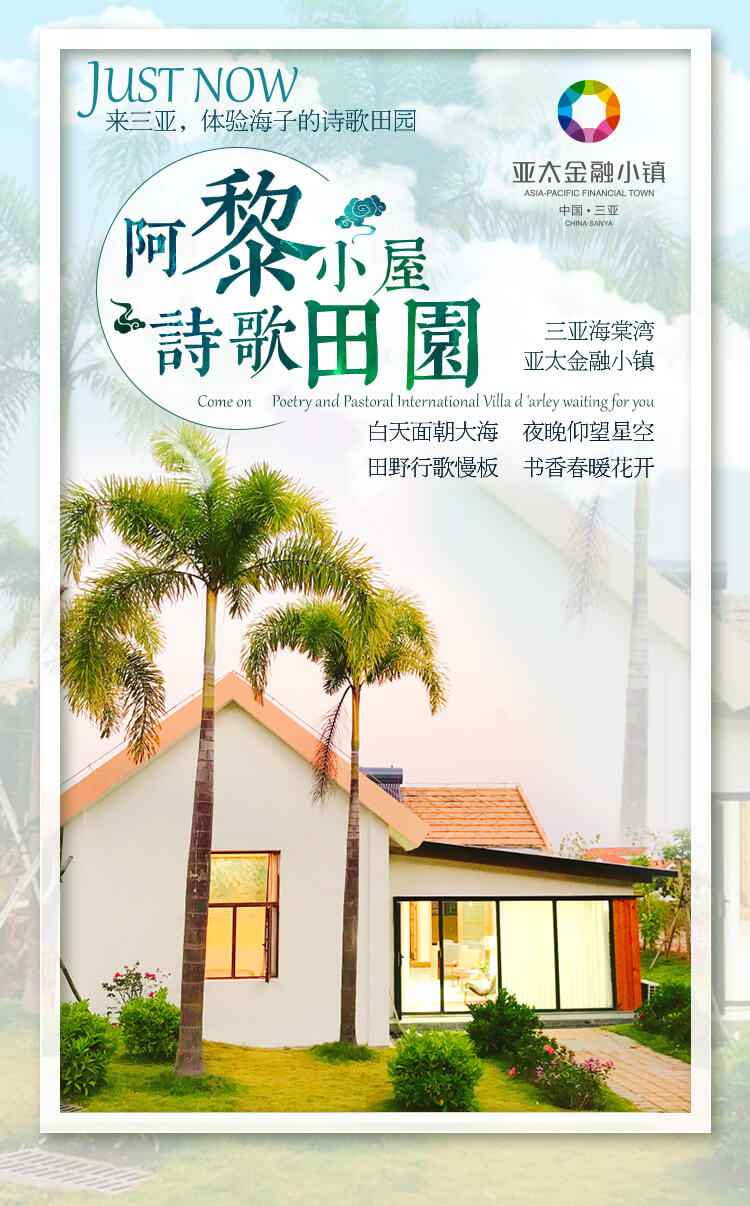 JUST NOW
来三亚，体验海子的诗歌田园
亚太金融小镇
ASIA-PACIFIC FINANCIAL TOWN
中国·三亚
CHINA·SANYA
阿黎小屋
詩歌田園
三亚海棠湾
亚太金融小镇
Come on Poetry and Pastoral International Villa d 'arley waiting for you
白天面朝大海 夜晚仰望星空
田野行歌慢板 书香春暖花开